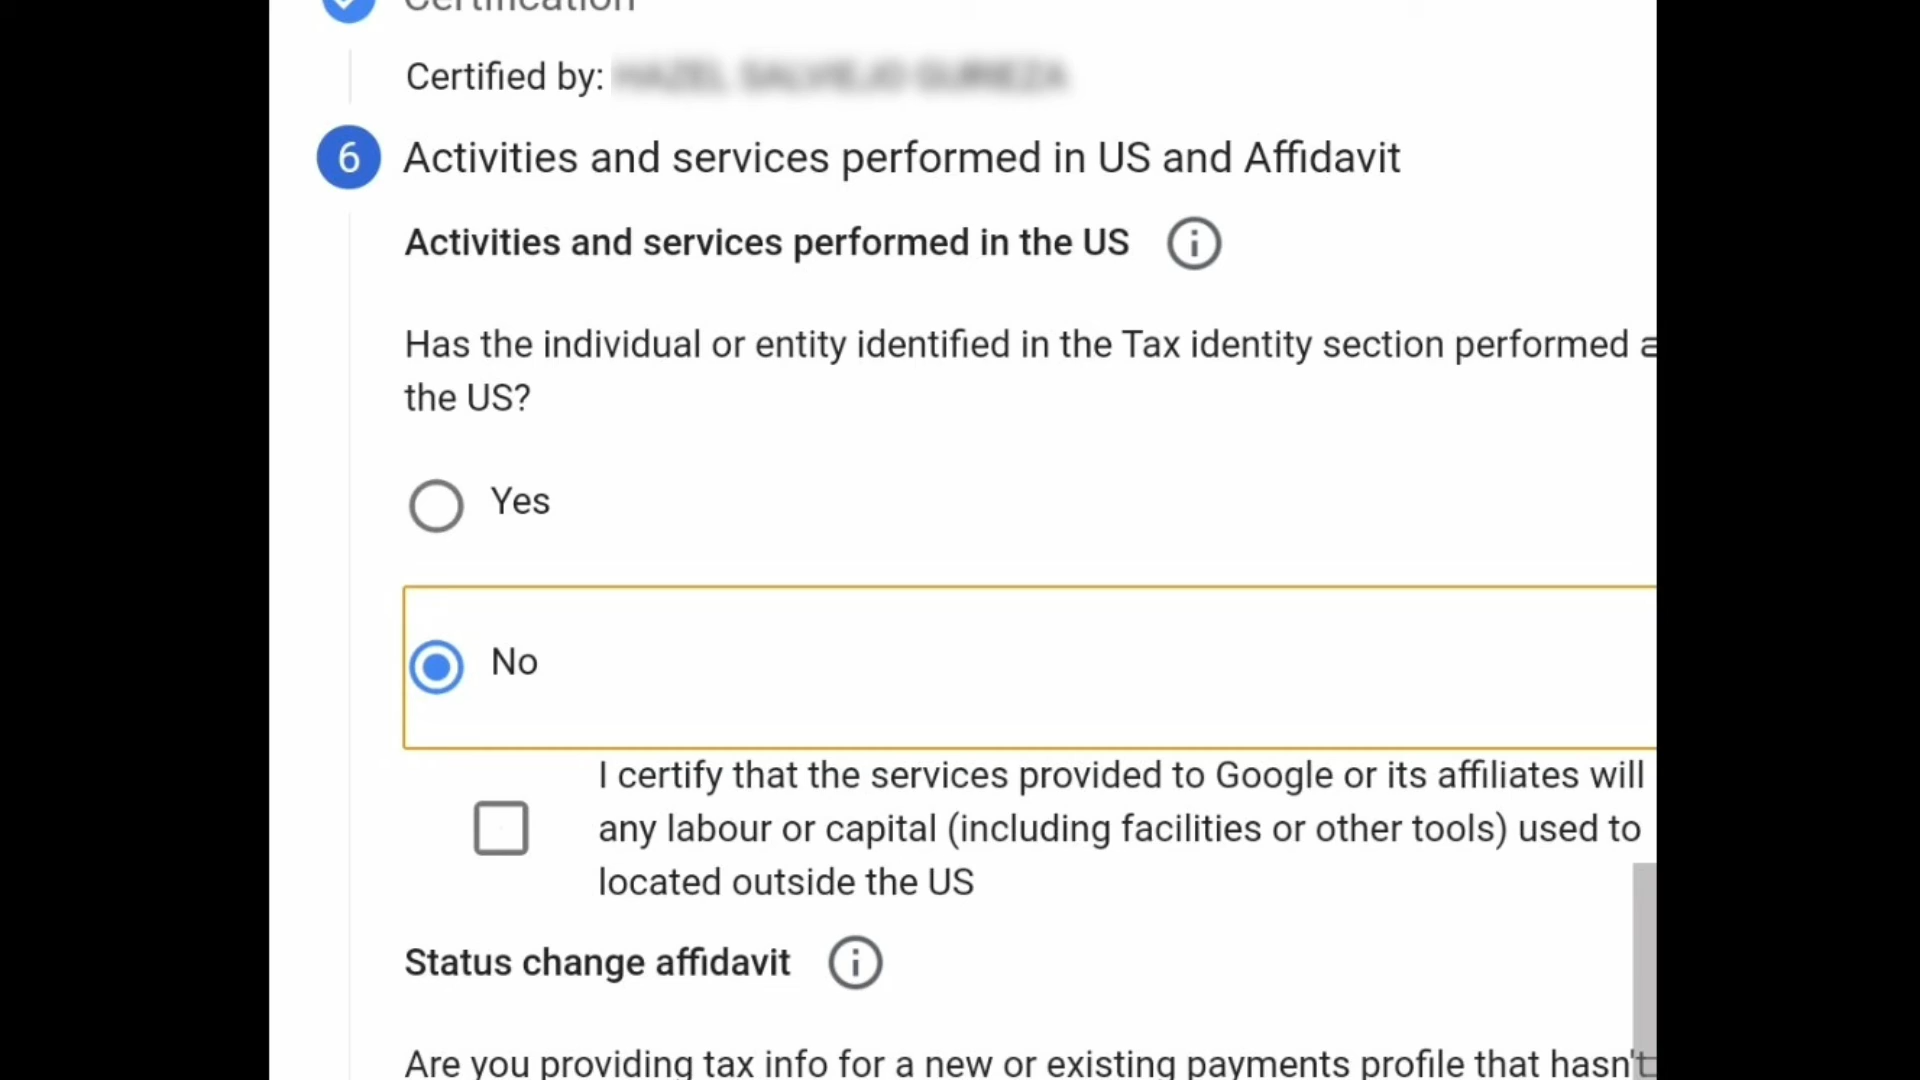 Certification
Certified by:
6 Activities and services performed in US and Affidavit
Activities and services performed in the US
Has the individual or entity identified in the Tax identity section performed
the US?
Yes
No
I certify that the services provided to Google or its affiliates will
any labour or capital (including facilities or other tools) used to
located outside the US
Status change affidavit
Are you providing tax info for a new or existing payments profile that hasn't